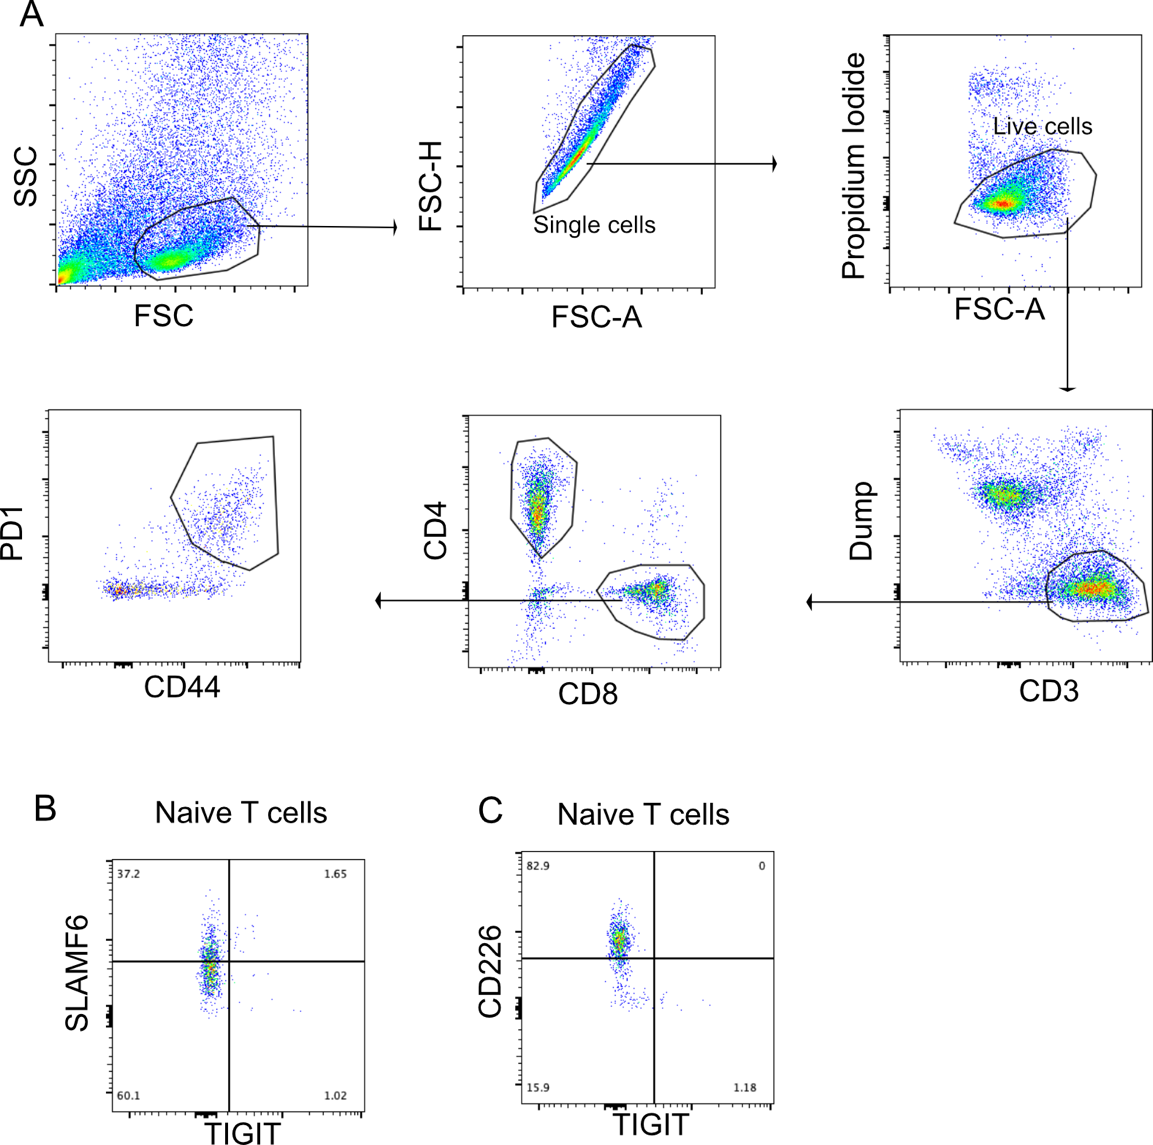 A
SSC
FSC
FSC-H
Single cells
FSC-A
Propidium Iodide
Live cells
FSC-A
PD1
CD44
CD4
CD8
Dump
CD3
B
Naive T cells
37.2
1.65
SLAMF6
60.1
1.02
TIGIT
C
Naive T cells
82.9
0
CD226
15.9
1.18
TIGIT